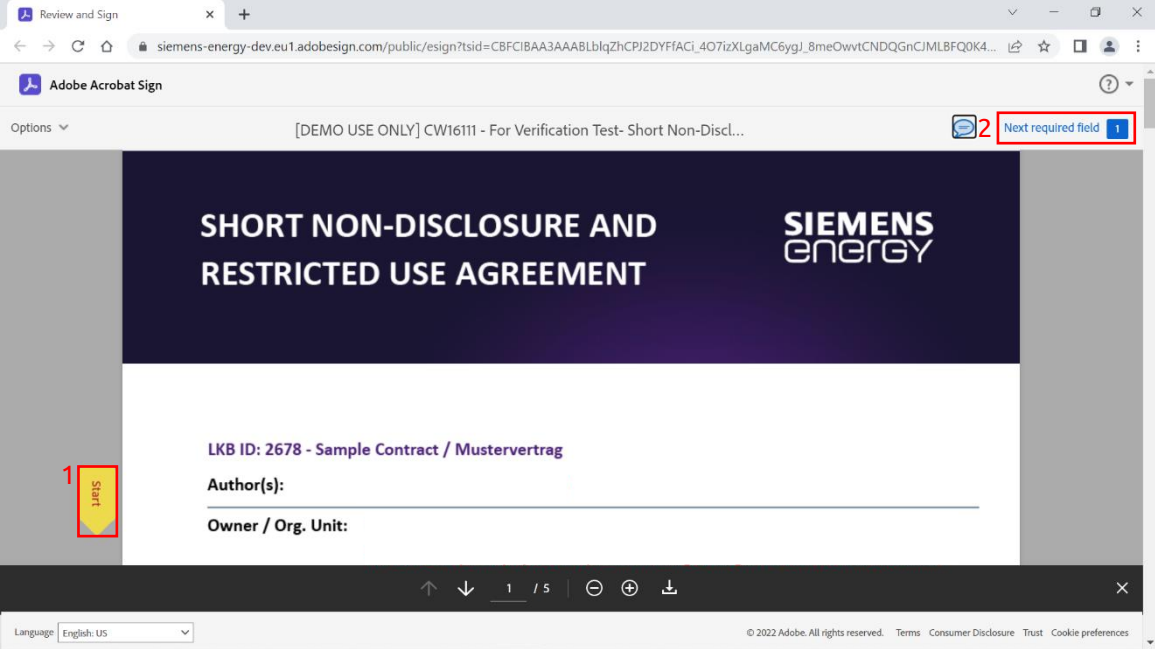 Review and Sign
siemens-energy-dev.eu1.adobesign.com/public/esign?tsid=CBFCIBAA3AAABLblqZhCPJ2DYFfACi_4O7izXLgaMC6ygJ_8meOwvtCNDQGnCJMLBFQ0K4...
Adobe Acrobat Sign
Options
[DEMO USE ONLY] CW16111 - For Verification Test- Short Non-Discl...
2
Next required field 1
SHORT NON-DISCLOSURE AND
RESTRICTED USE AGREEMENT
SIEMENS
energy
LKB ID: 2678 - Sample Contract / Mustervertrag
1
Start
Author(s):
Owner / Org. Unit:
1 / 5
Language English: US
© 2022 Adobe. All rights reserved. Terms Consumer Disclosure Trust Cookie preferences